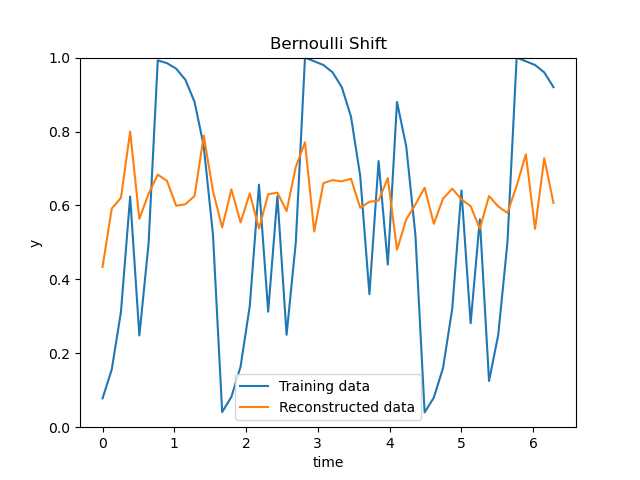 Bernoulli Shift
1.0
0.8
0.6
0.4
0.2
0.0
y
Training data
Reconstructed data
0 1 2 3 4 5 6
time